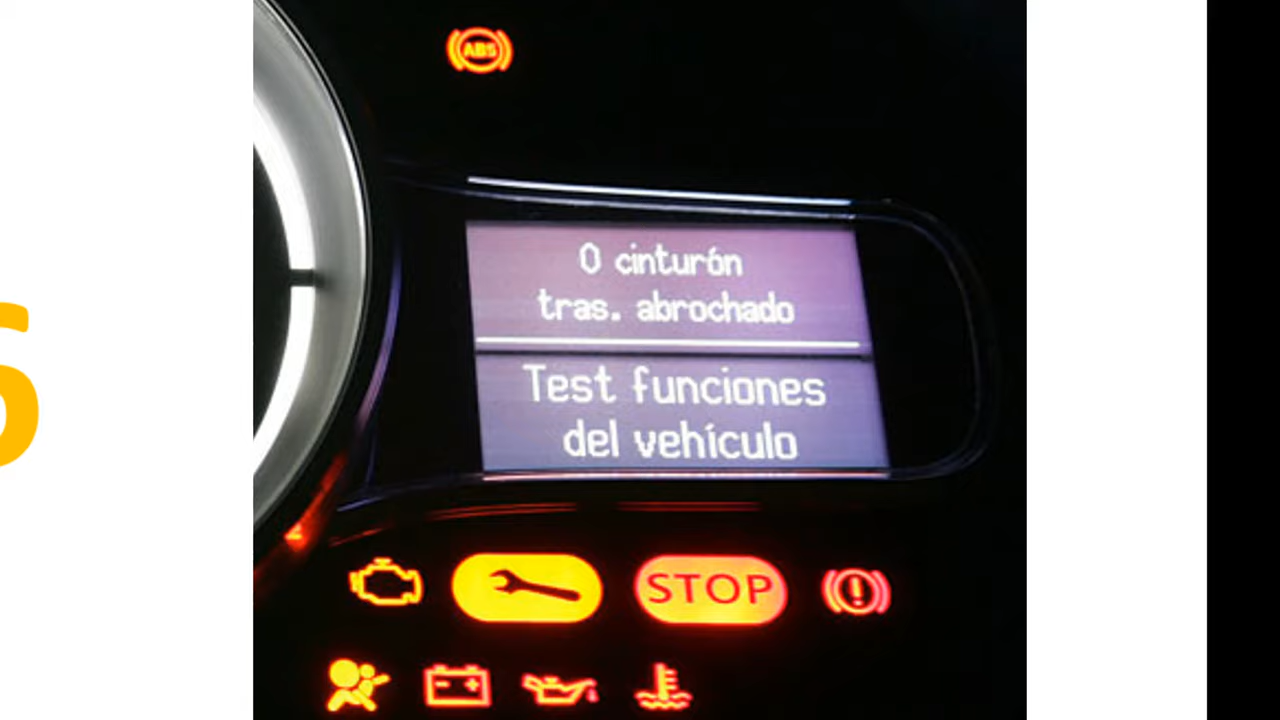 ABS
0 cinturón
tras. abrochado
Test funciones
del vehículo
STOP